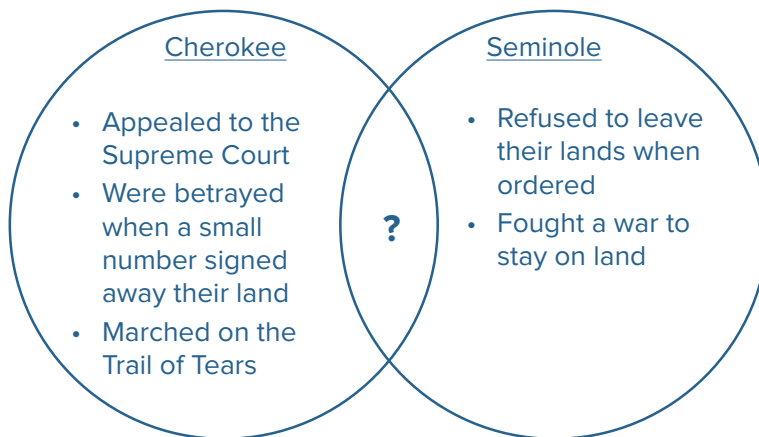 Cherokee
• Appealed to the
Supreme Court
• Were betrayed
when a small
number signed
away their land
• Marched on the
Trail of Tears
?
Seminole
• Refused to leave
their lands when
ordered
• Fought a war to
stay on land